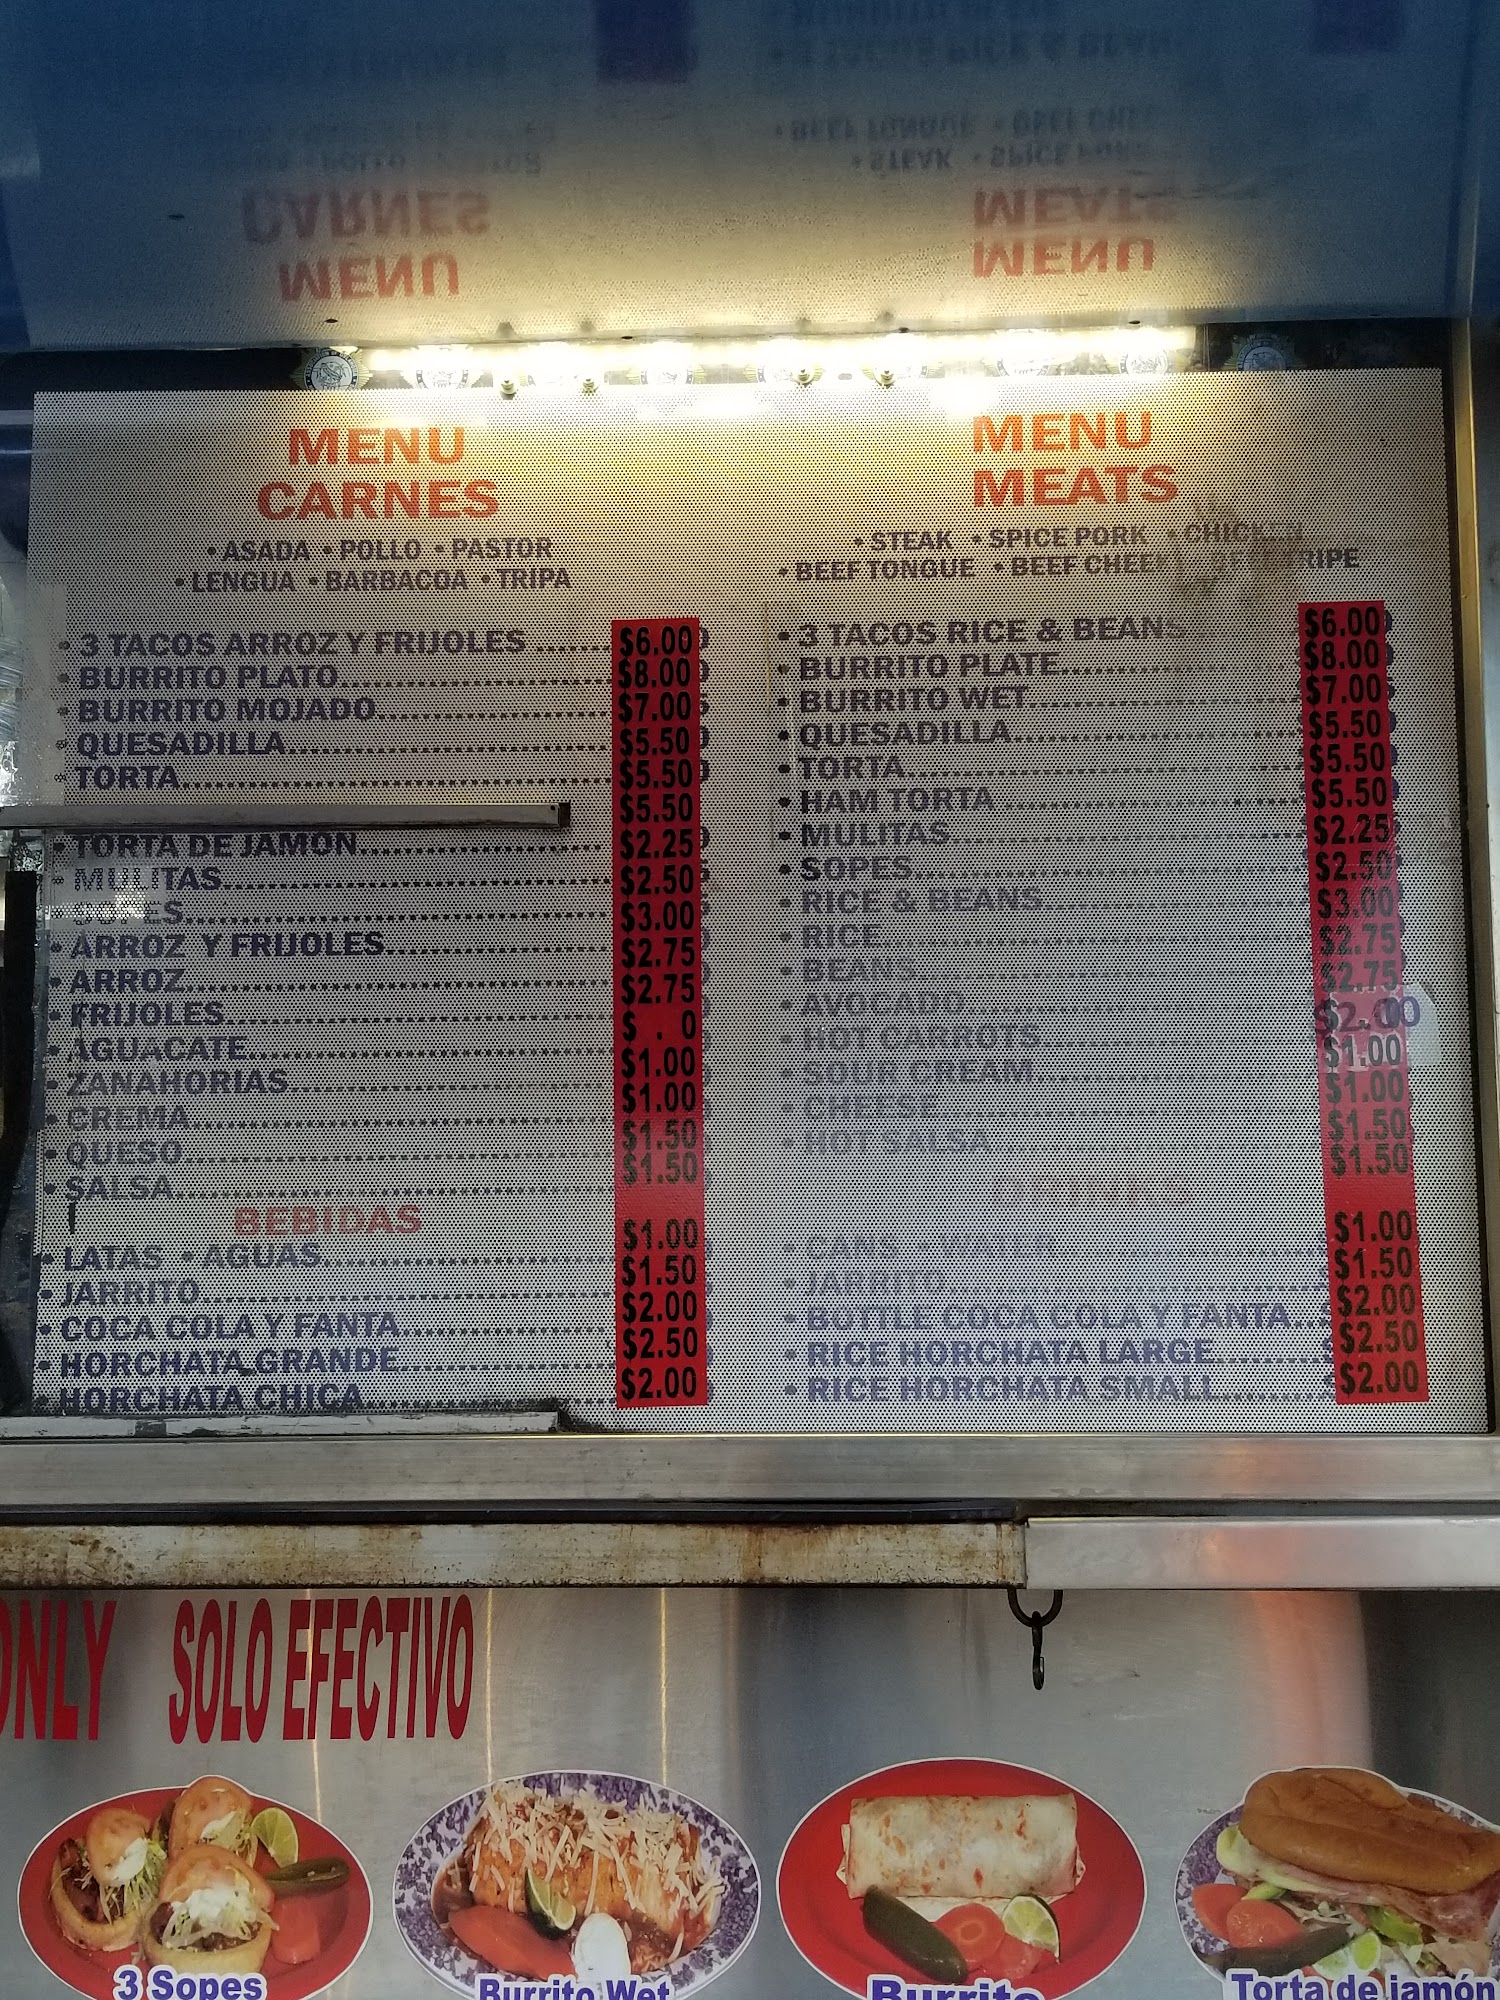 MENU
CARNES
• ASADA • POLLO • PASTOR
• LENGUA • BARBACOA • TRIPA
• 3 TACOS ARROZ Y FRIJOLES ...... $6.00
• BURRITO PLATO...... $8.00
• BURRITO MOJADO...... $7.00
• QUESADILLA...... $5.50
• TORTA...... $5.50
$5.50
• TORTA DE JAMON...... $2.25
• MULITAS...... $2.50
• SOPES...... $3.00
• ARROZ Y FRIJOLES...... $2.75
• ARROZ...... $2.75
• FRIJOLES...... $ . 0
• AGUACATE...... $1.00
• ZANAHORIAS...... $1.00
• CREMA...... $1.50
• QUESO...... $1.50
• SALSA......
BEBIDAS
• LATAS • AGUAS...... $1.00
• JARRITO...... $1.50
• COCA COLA Y FANTA...... $2.00
• HORCHATA GRANDE...... $2.50
• HORCHATA CHICA...... $2.00
MENU
MEATS
• STEAK • SPICE PORK • CHICKEN
• BEEF TONGUE • BEEF CHEEK
• 3 TACOS RICE & BEANS $6.00
• BURRITO PLATE...... $8.00
• BURRITO WET...... $7.00
• QUESADILLA...... $5.50
• TORTA...... $5.50
• HAM TORTA...... $5.50
• MULITAS...... $2.25
• SOPES...... $2.50
• RICE & BEANS...... $3.00
• RICE...... $2.75
• BEANS...... $2.75
• AVOCADO...... $2.00
• HOT CARROTS...... $1.00
• SOUR CREAM...... $1.00
• CHEESE...... $1.50
• HOT SALSA...... $1.50
• CANS $1.00
• JARRITO...... $1.50
• BOTTLE COCA COLA Y FANTA... $2.00
• RICE HORCHATA LARGE...... $2.50
• RICE HORCHATA SMALL...... $2.00
ONLY SOLO EFECTIVO
3 Sopes
Burrito Wet
Burrito
Torta de jamón